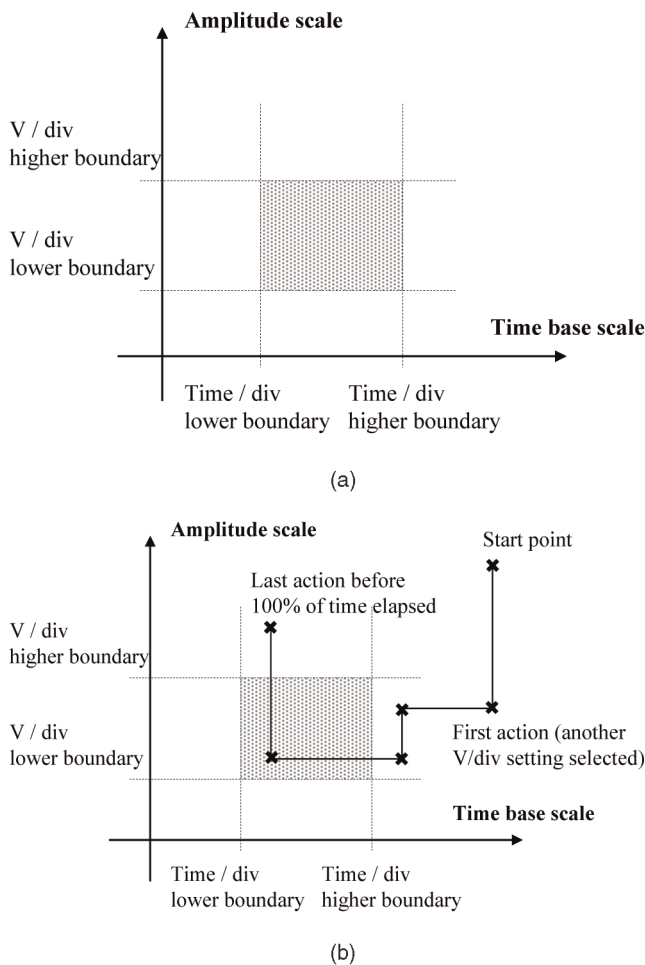 Amplitude scale
V / div
higher boundary
V / div
lower boundary
Time base scale
Time / div
lower boundary
Time / div
higher boundary
(a)
Amplitude scale
Start point
Last action before
100% of time elapsed
V / div
higher boundary
V / div
lower boundary
First action (another
V/div setting selected)
Time base scale
Time / div
lower boundary
Time / div
higher boundary
(b)